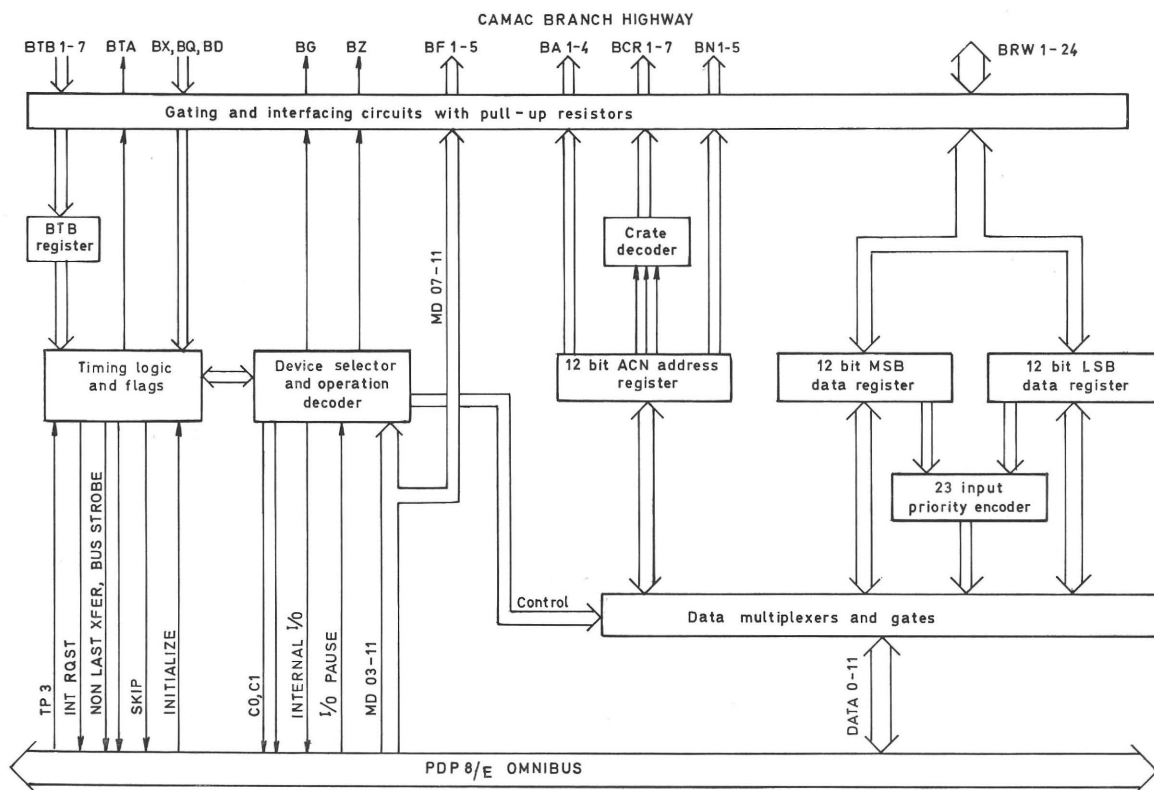 CAMAC BRANCH HIGHWAY
BTB 1-7
BTA
BX, BQ, BD
BG
BZ
BF 1-5
BA 1-4
BCR 1-7
BN 1-5
BRW 1-24
Gating and interfacing circuits with pull-up resistors
BTB
register
Crate
decoder
MD 07-11
Timing logic
and flags
Device selector
and operation
decoder
12 bit ACN address
register
12 bit MSB
data register
12 bit LSB
data register
23 input
priority encoder
Control
Data multiplexers and gates
TP3
INT RQST
NON LAST XFER, BUS STROBE
SKIP
INITIALIZE
C0, C1
INTERNAL I/0
I/0 PAUSE
MD 03-11
DATA 0-11
PDP 8/E OMNIBUS